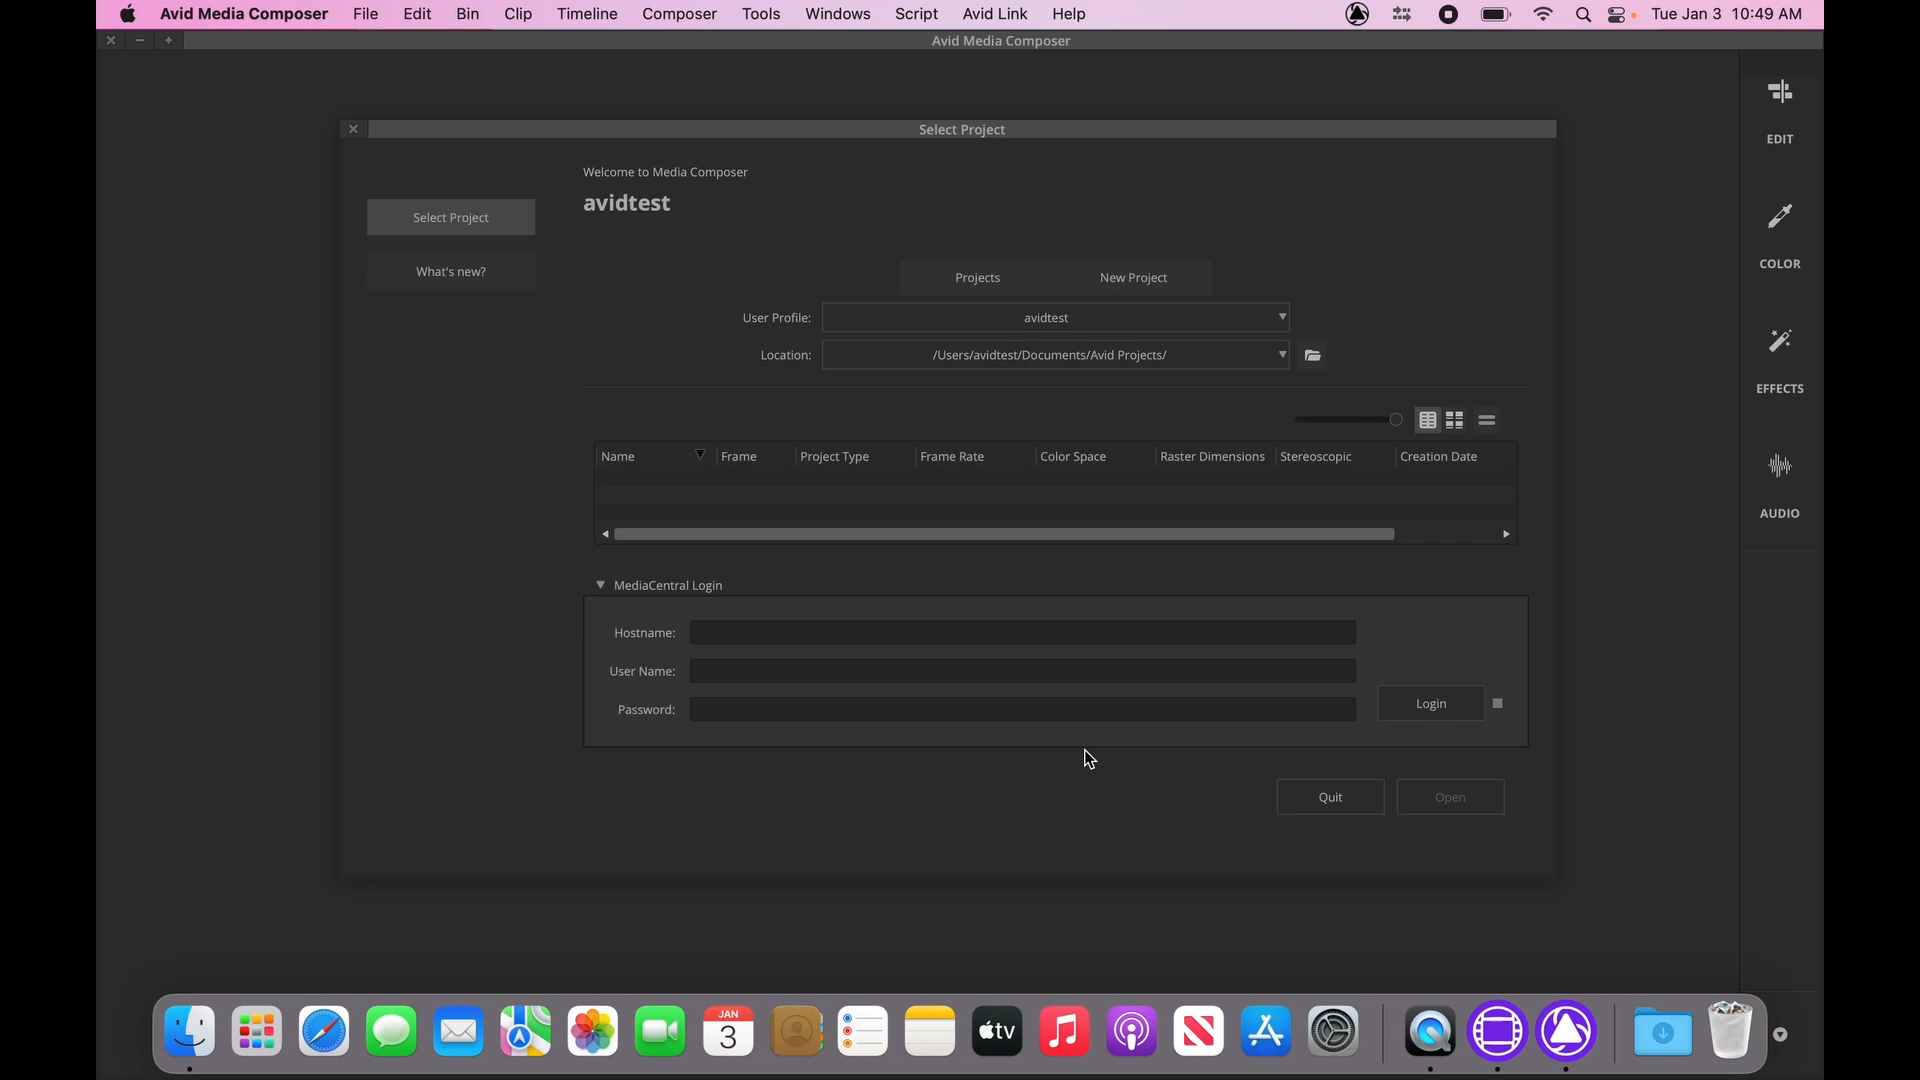 Avid Media Composer File Edit Bin Clip Timeline Composer Tools Windows Script Avid Link Help Tue Jan 3 10:49 AM
Avid Media Composer
Select Project
Welcome to Media Composer
avidtest
Select Project
What's new?
Projects New Project
User Profile: avidtest
Location: /Users/avidtest/Documents/Avid Projects/
Name Frame Project Type Frame Rate Color Space Raster Dimensions Stereoscopic Creation Date
MediaCentral Login
Hostname:
User Name:
Password:
Login
Quit Open
EDIT
COLOR
EFFECTS
AUDIO
JAN
3
tv